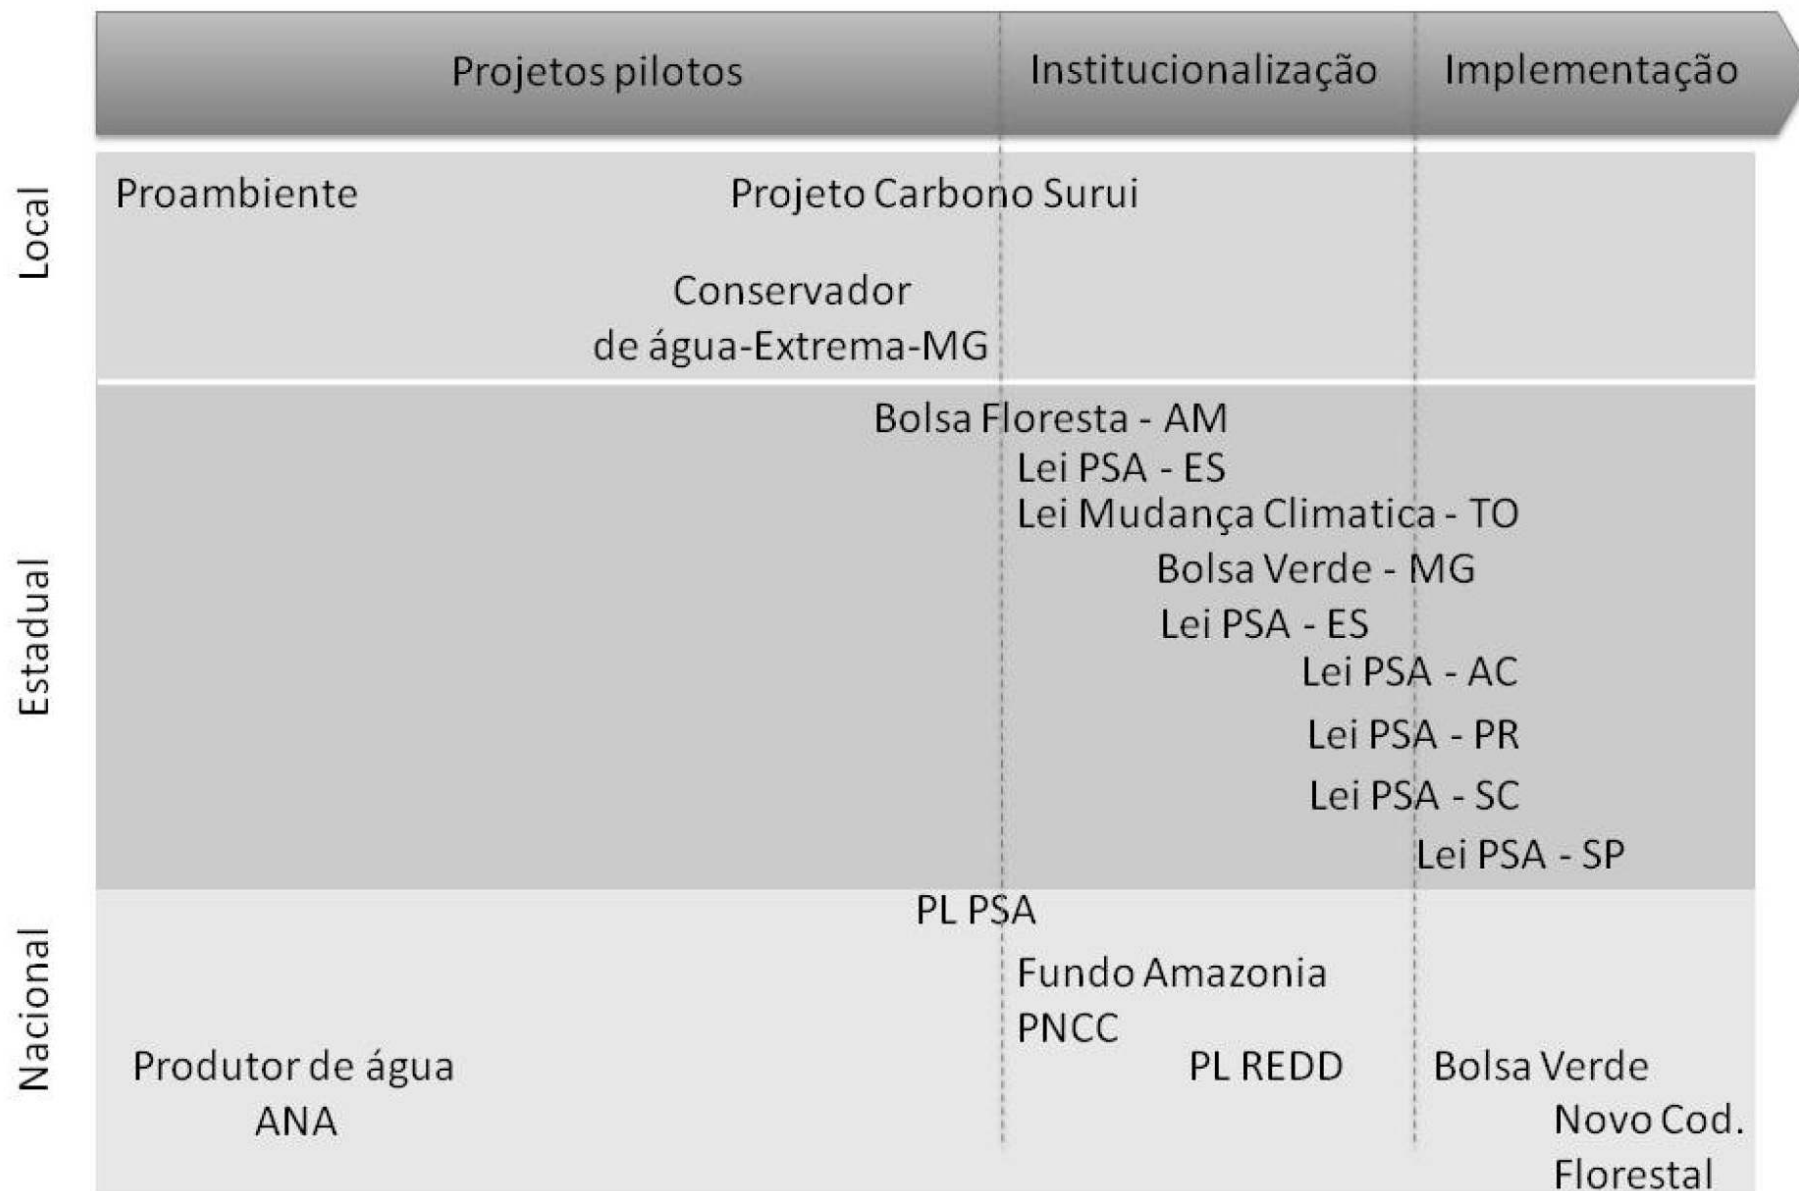 Projetos pilotos
Institucionalização
Implementação
Local
Proambiente
Projeto Carbono Surui
Conservador
de água-Extrema-MG
Estadual
Bolsa Floresta - AM
Lei PSA - ES
Lei Mudança Climatica - TO
Bolsa Verde - MG
Lei PSA - ES
Lei PSA - AC
Lei PSA - PR
Lei PSA - SC
Lei PSA - SP
Nacional
PL PSA
Fundo Amazonia
PNCC
Produtor de água
ANA
PL REDD
Bolsa Verde
Novo Cod.
Florestal